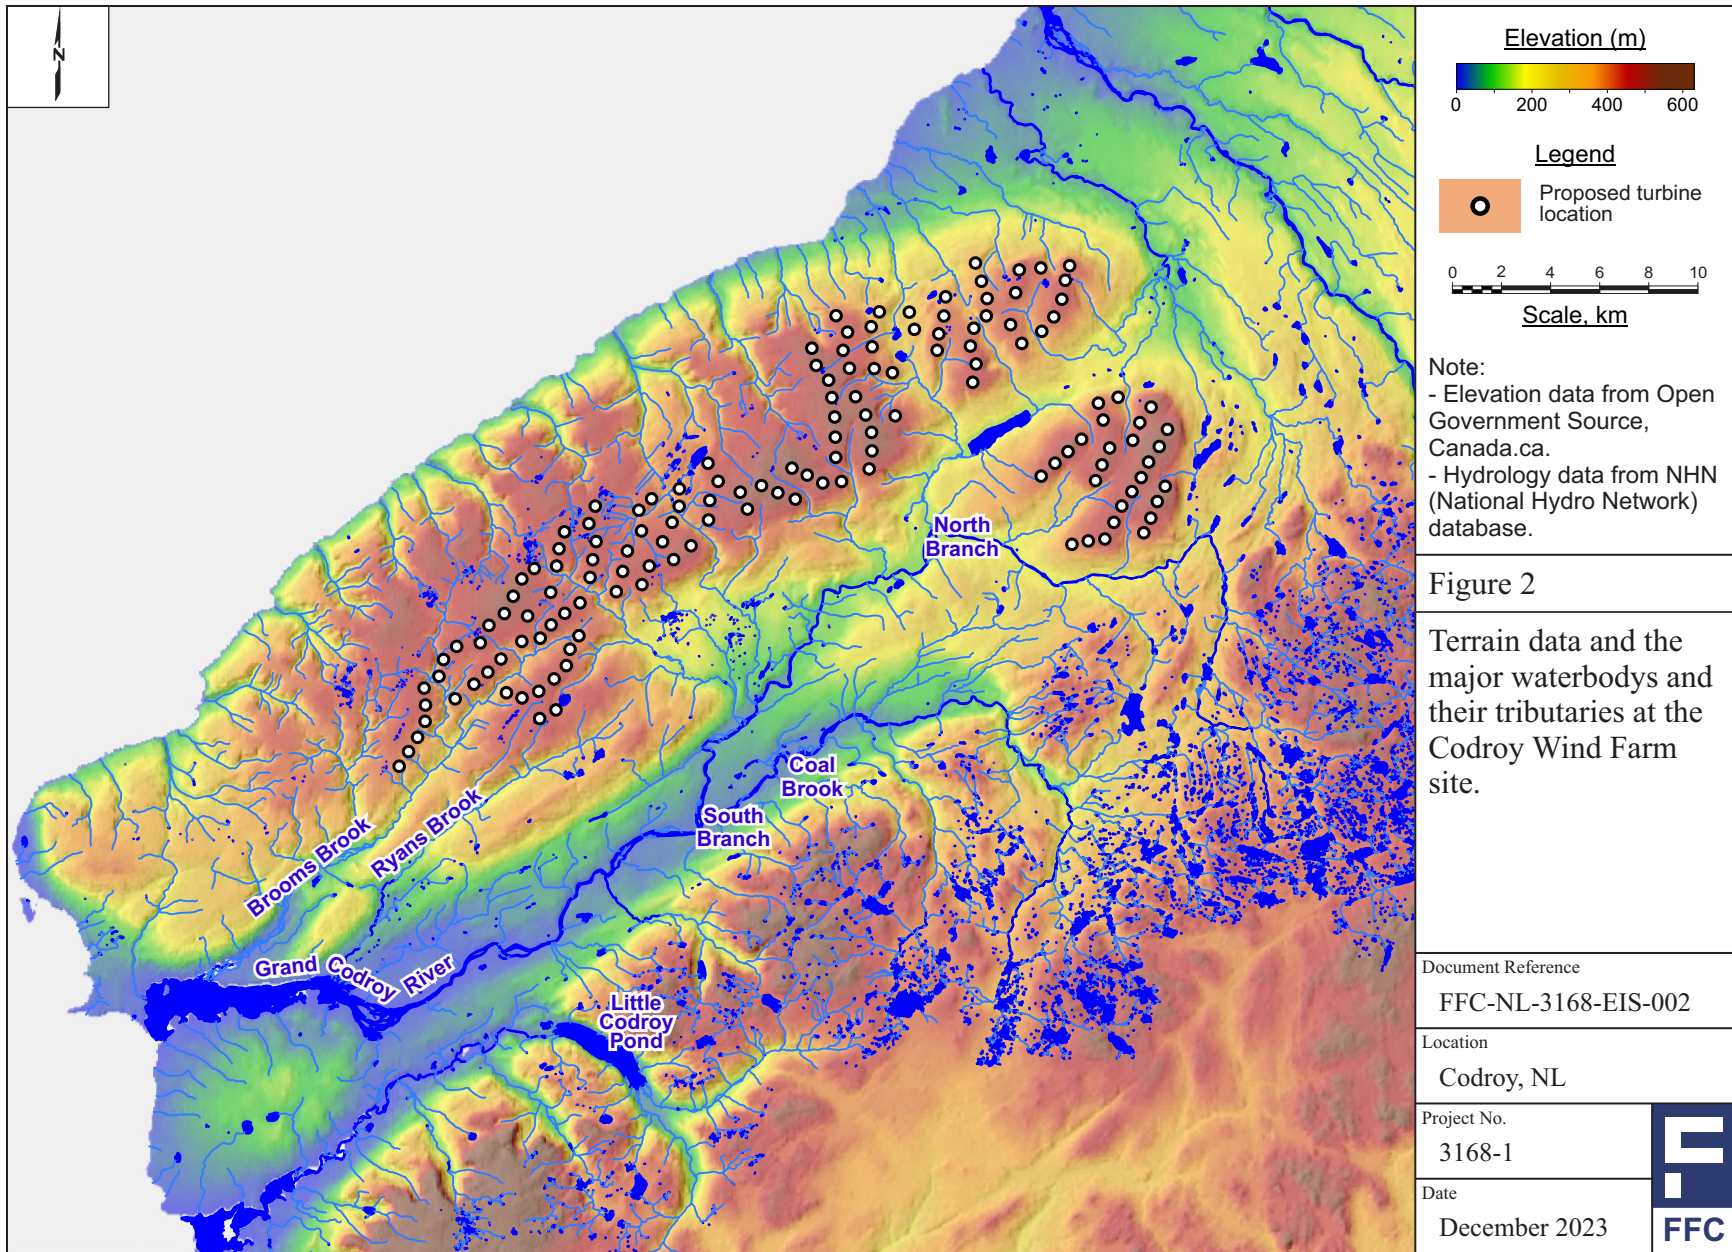 N
North
Branch
Coal
Brook
South
Branch
Brooms Brook
Ryans Brook
Grand Codroy River
Little
Codroy
Pond
Elevation (m)
0 200 400 600
Legend
Proposed turbine
location
0 2 4 6 8 10
Scale, km
Note:
- Elevation data from Open
Government Source,
Canada.ca.
- Hydrology data from NHN
(National Hydro Network)
database.
Figure 2
Terrain data and the
major waterbodys and
their tributaries at the
Codroy Wind Farm
site.
Document Reference
FFC-NL-3168-EIS-002
Location
Codroy, NL
Project No.
3168-1
Date
December 2023
FFC